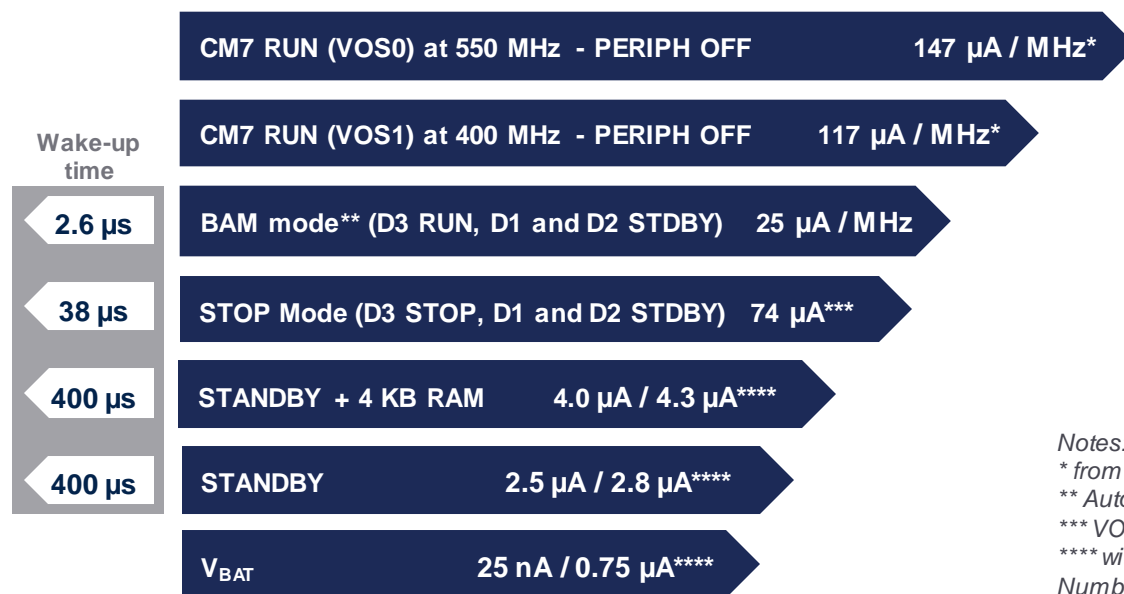 CM7 RUN (VOS0) at 550 MHz - PERIPH OFF 147 µA / MHz*
CM7 RUN (VOS1) at 400 MHz - PERIPH OFF 117 µA / MHz*
Wake-up
time
2.6 µs BAM mode** (D3 RUN, D1 and D2 STDBY) 25 µA / MHz
38 µs STOP Mode (D3 STOP, D1 and D2 STDBY) 74 µA***
400 µs STANDBY + 4 KB RAM 4.0 µA / 4.3 µA****
400 µs STANDBY 2.5 µA / 2.8 µA****
VBAT 25 nA / 0.75 µA****
Notes
* from
**
***
****